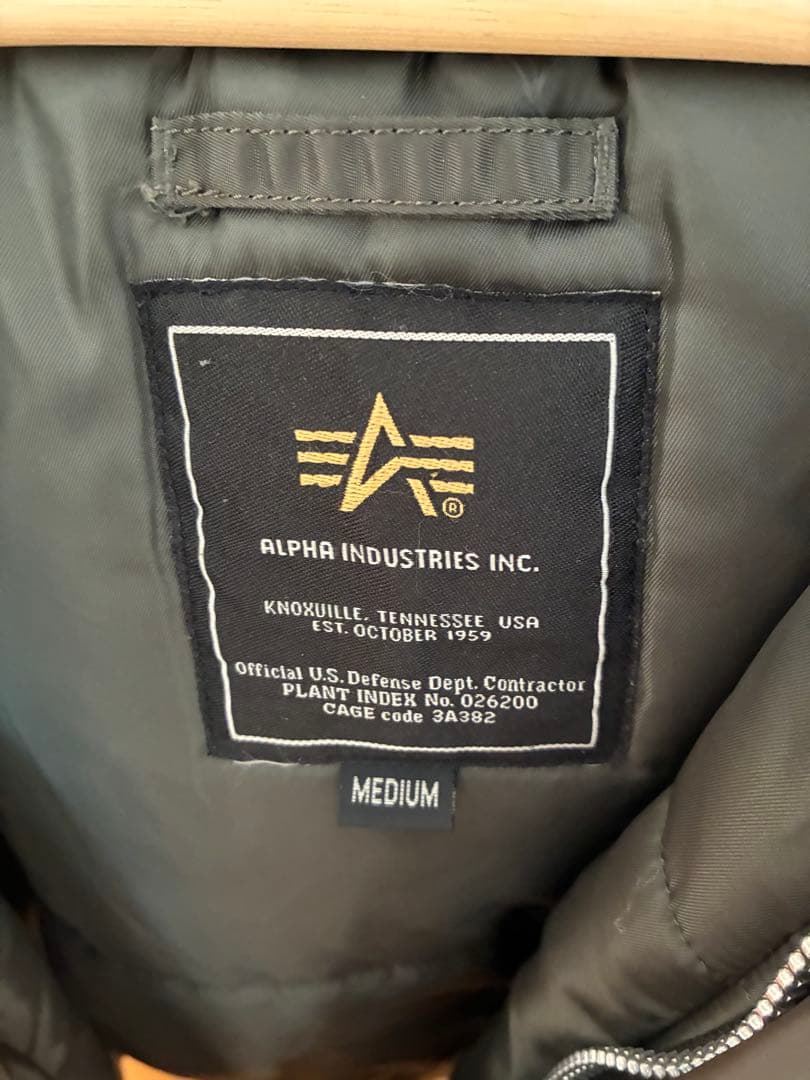 ®
ALPHA INDUSTRIES INC.
KNOXVILLE, TENNESSEE USA
EST. OCTOBER 1959
Official U.S. Defense Dept. Contractor
PLANT INDEX No. 026200
CAGE code 3A382
MEDIUM